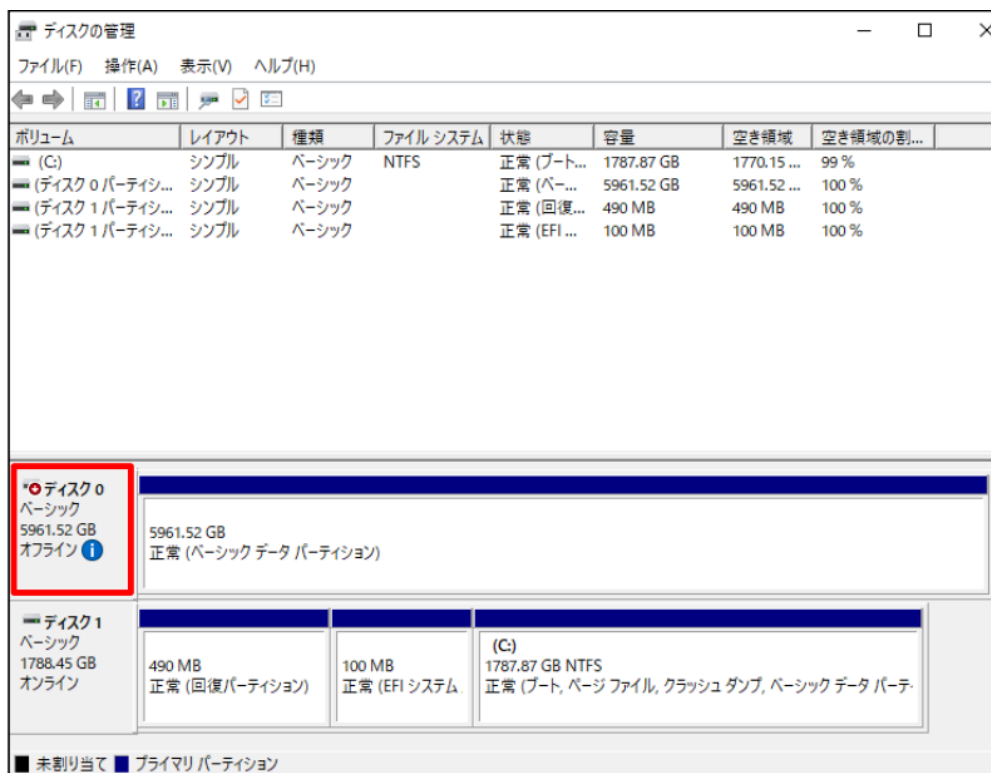 ディスクの管理
ファイル(F) 操作(A) 表示(V) ヘルプ(H)
ボリューム レイアウト 種類 ファイル システム 状態 容量 空き領域 空き領域の割...
(C:) シンプル ベーシック NTFS 正常 (ブート... 1787.87 GB 1770.15 ... 99 %
(ディスク 0 パーティシ... シンプル ベーシック 正常 (ベー... 5961.52 GB 5961.52 ... 100 %
(ディスク 1 パーティシ... シンプル ベーシック 正常 (回復... 490 MB 490 MB 100 %
(ディスク 1 パーティシ... シンプル ベーシック 正常 (EFI ... 100 MB 100 MB 100 %
ディスク 0
ベーシック
5961.52 GB
オフライン
5961.52 GB
正常 (ベーシック データ パーティション)
ディスク 1
ベーシック
1788.45 GB
オンライン
490 MB
正常 (回復パーティション)
100 MB
正常 (EFI システム
(C:)
1787.87 GB NTFS
正常 (ブート, ページ ファイル, クラッシュ ダンプ, ベーシック データ パーテ
未割り当て プライマリ パーティション